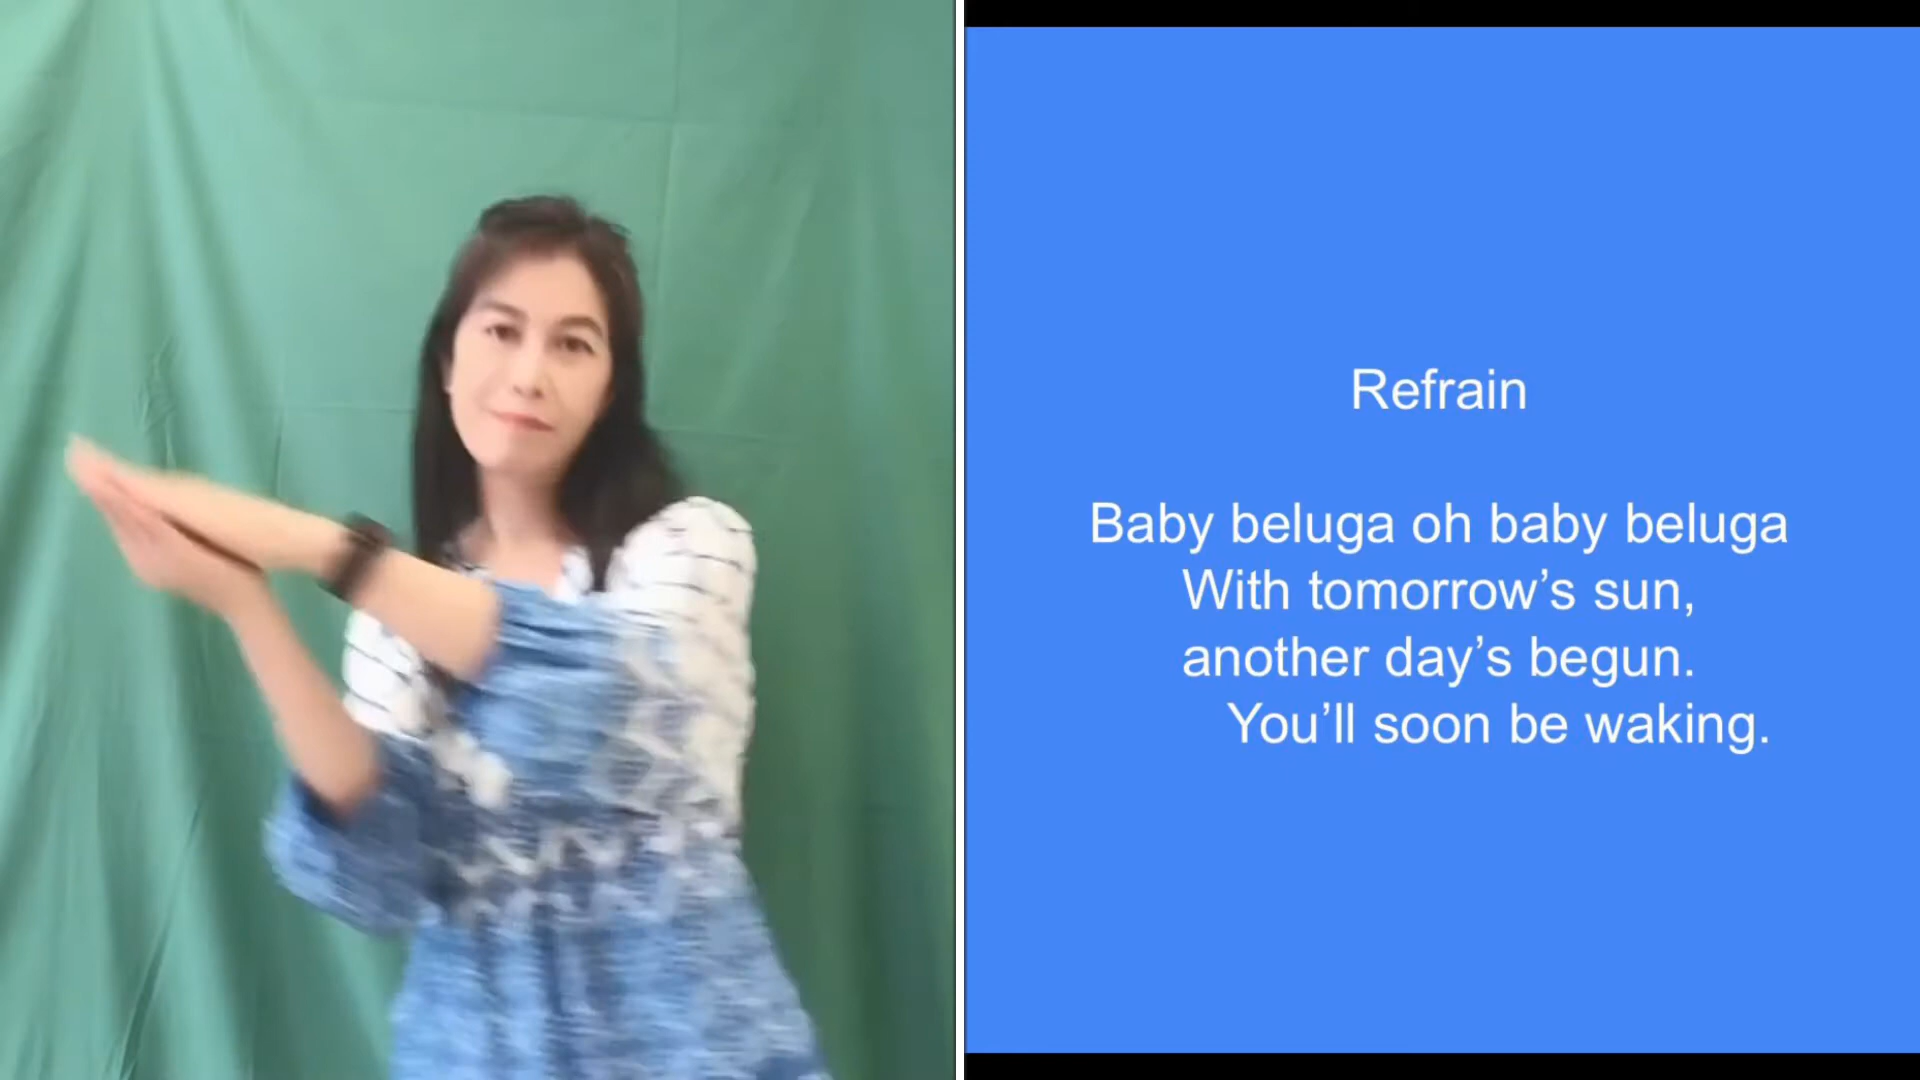 Refrain
Baby beluga oh baby beluga
With tomorrow’s sun,
another day’s begun.
You’ll soon be waking.